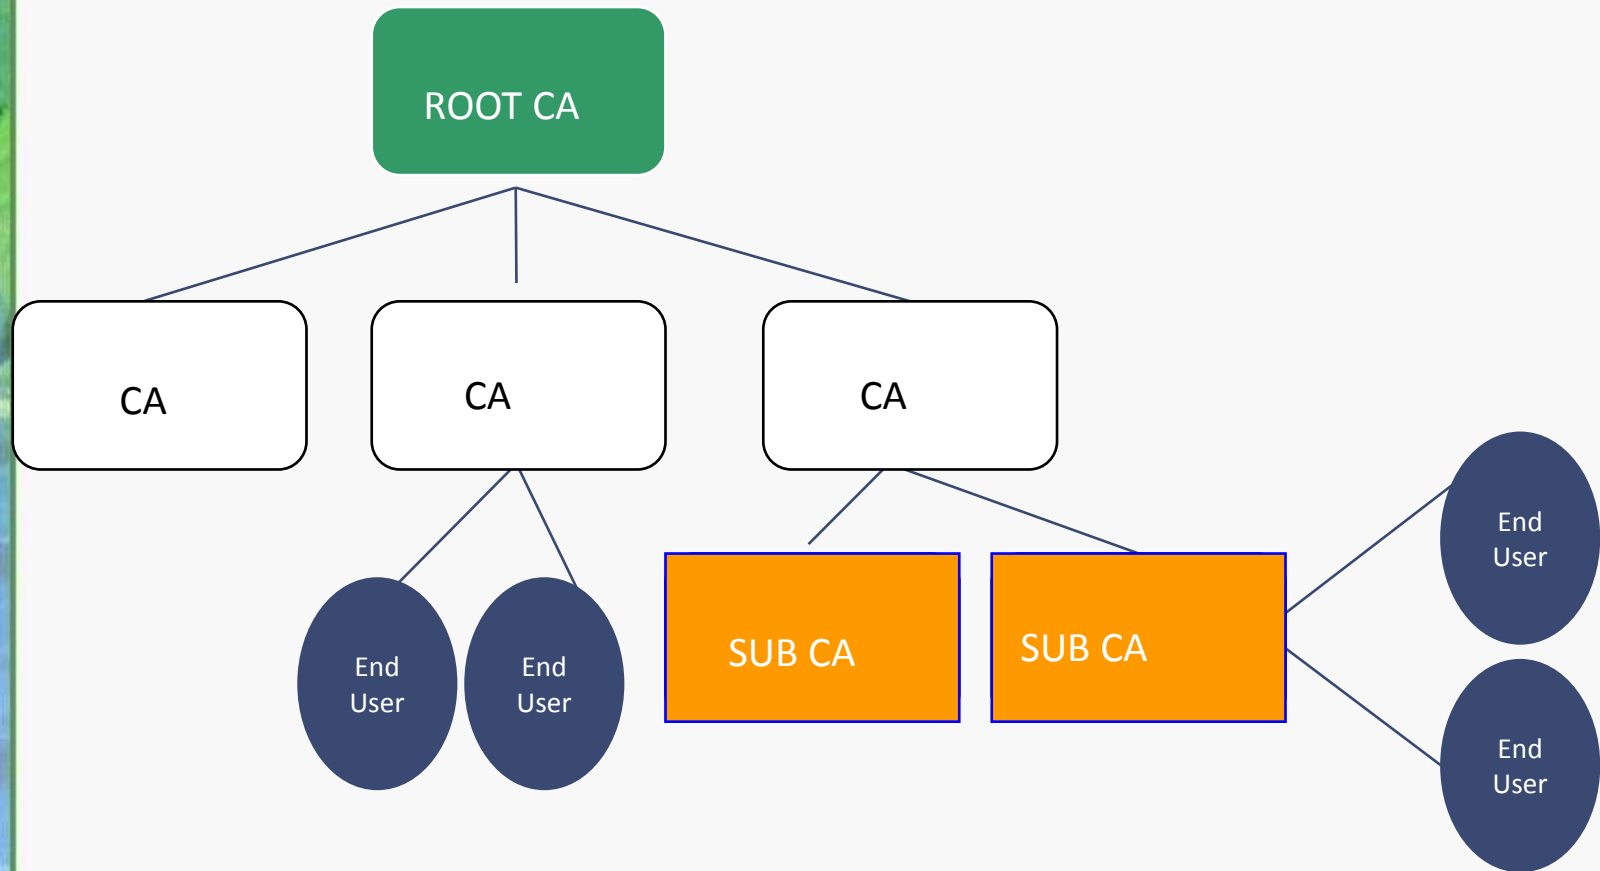 ROOT CA
CA
CA
CA
End
User
End
User
SUB CA
SUB CA
End
User
End
User